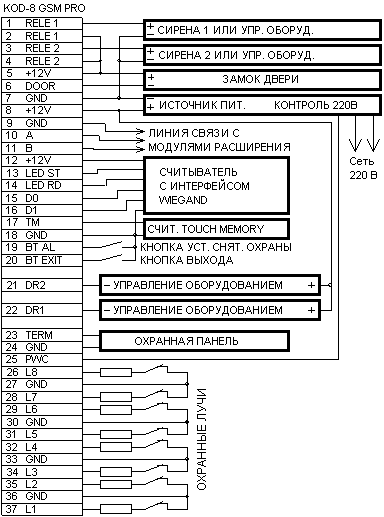 KOD-8 GSM PRO
1 RELE 1
2 RELE 1
3 RELE 2
4 RELE 2
5 +12V
6 DOOR
7 GND
8 +12V
9 GND
10 A
11 B
12 +12V
13 LED ST
14 LED RD
15 D0
16 D1
17 TM
18 GND
19 BT AL
20 BT EXIT
21 DR2
22 DR1
23 TERM
24 GND
25 PWC
26 L8
27 GND
28 L7
29 L6
30 GND
31 L5
32 L4
33 GND
34 L3
35 L2
36 GND
37 L1
+ − СИРЕНА 1 ИЛИ УПР. ОБОРУД.
+ − СИРЕНА 2 ИЛИ УПР. ОБОРУД.
+ − ЗАМОК ДВЕРИ
+ − ИСТОЧНИК ПИТ. КОНТРОЛЬ 220В
ЛИНИЯ СВЯЗИ С
МОДУЛЯМИ РАСШИРЕНИЯ
Сеть
220 В
СЧИТЫВАТЕЛЬ
С ИНТЕРФЕЙСОМ
WIEGAND
СЧИТ. TOUCH MEMORY
КНОПКА УСТ. СНЯТ. ОХРАНЫ
КНОПКА ВЫХОДА
− УПРАВЛЕНИЕ ОБОРУДОВАНИЕМ +
− УПРАВЛЕНИЕ ОБОРУДОВАНИЕМ +
ОХРАННАЯ ПАНЕЛЬ
ОХРАННЫЕ ЛУЧИ